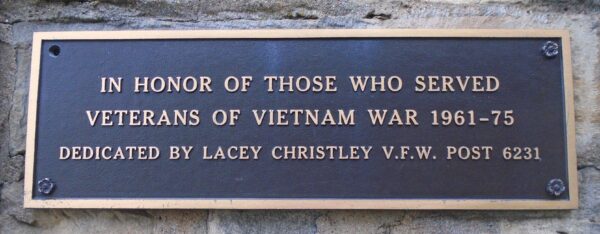 IN HONOR OF THOSE WHO SERVED
VETERANS OF VIETNAM WAR 1961-75
DEDICATED BY LACEY CHRISTLEY V.F.W. POST 6231